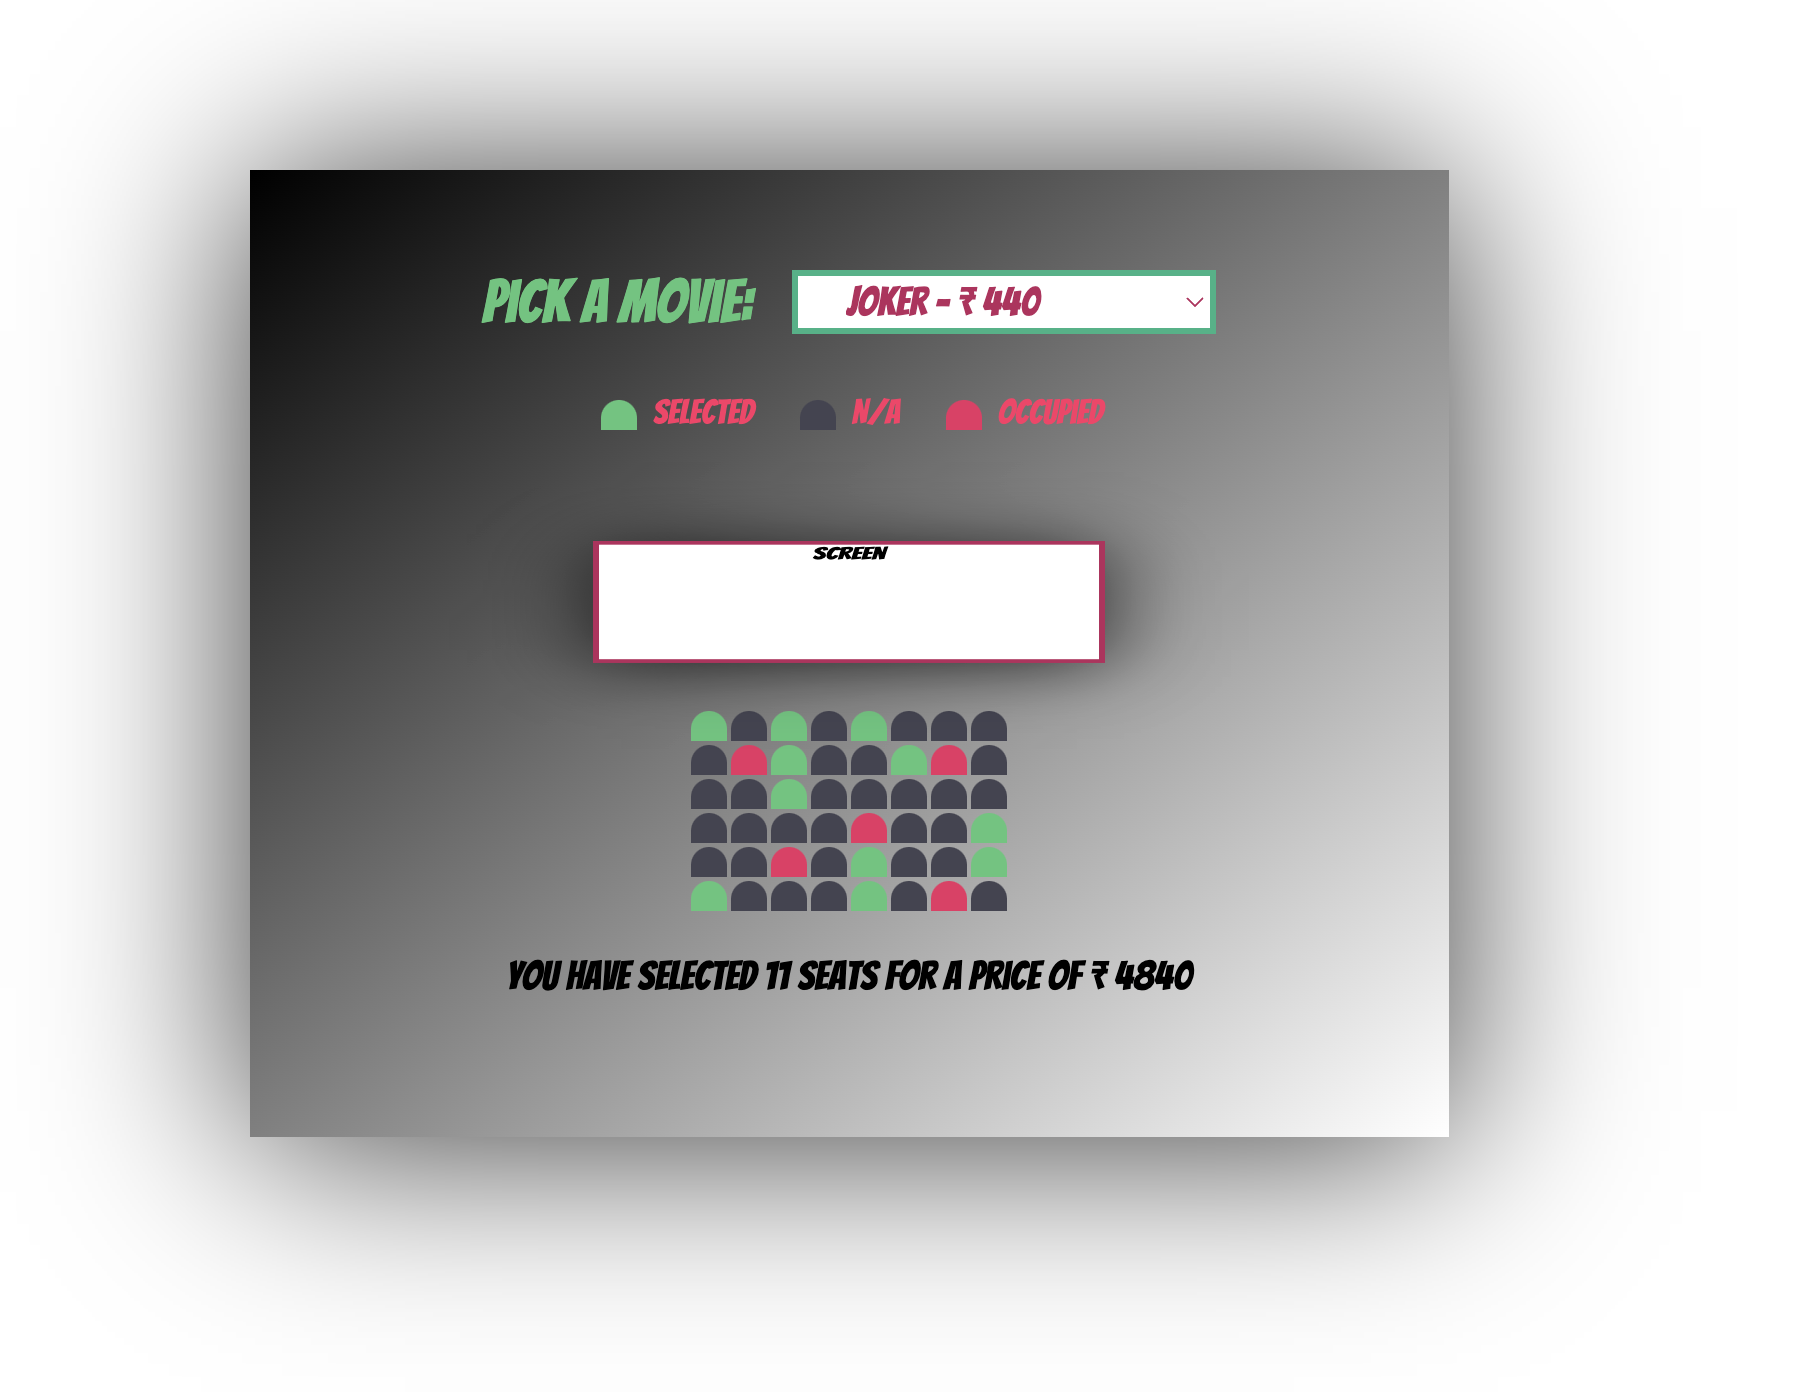 PICK A MOVIE: JOKER - ₹ 440
SELECTED N/A OCCUPIED
SCREEN
YOU HAVE SELECTED 11 SEATS FOR A PRICE OF ₹ 4840